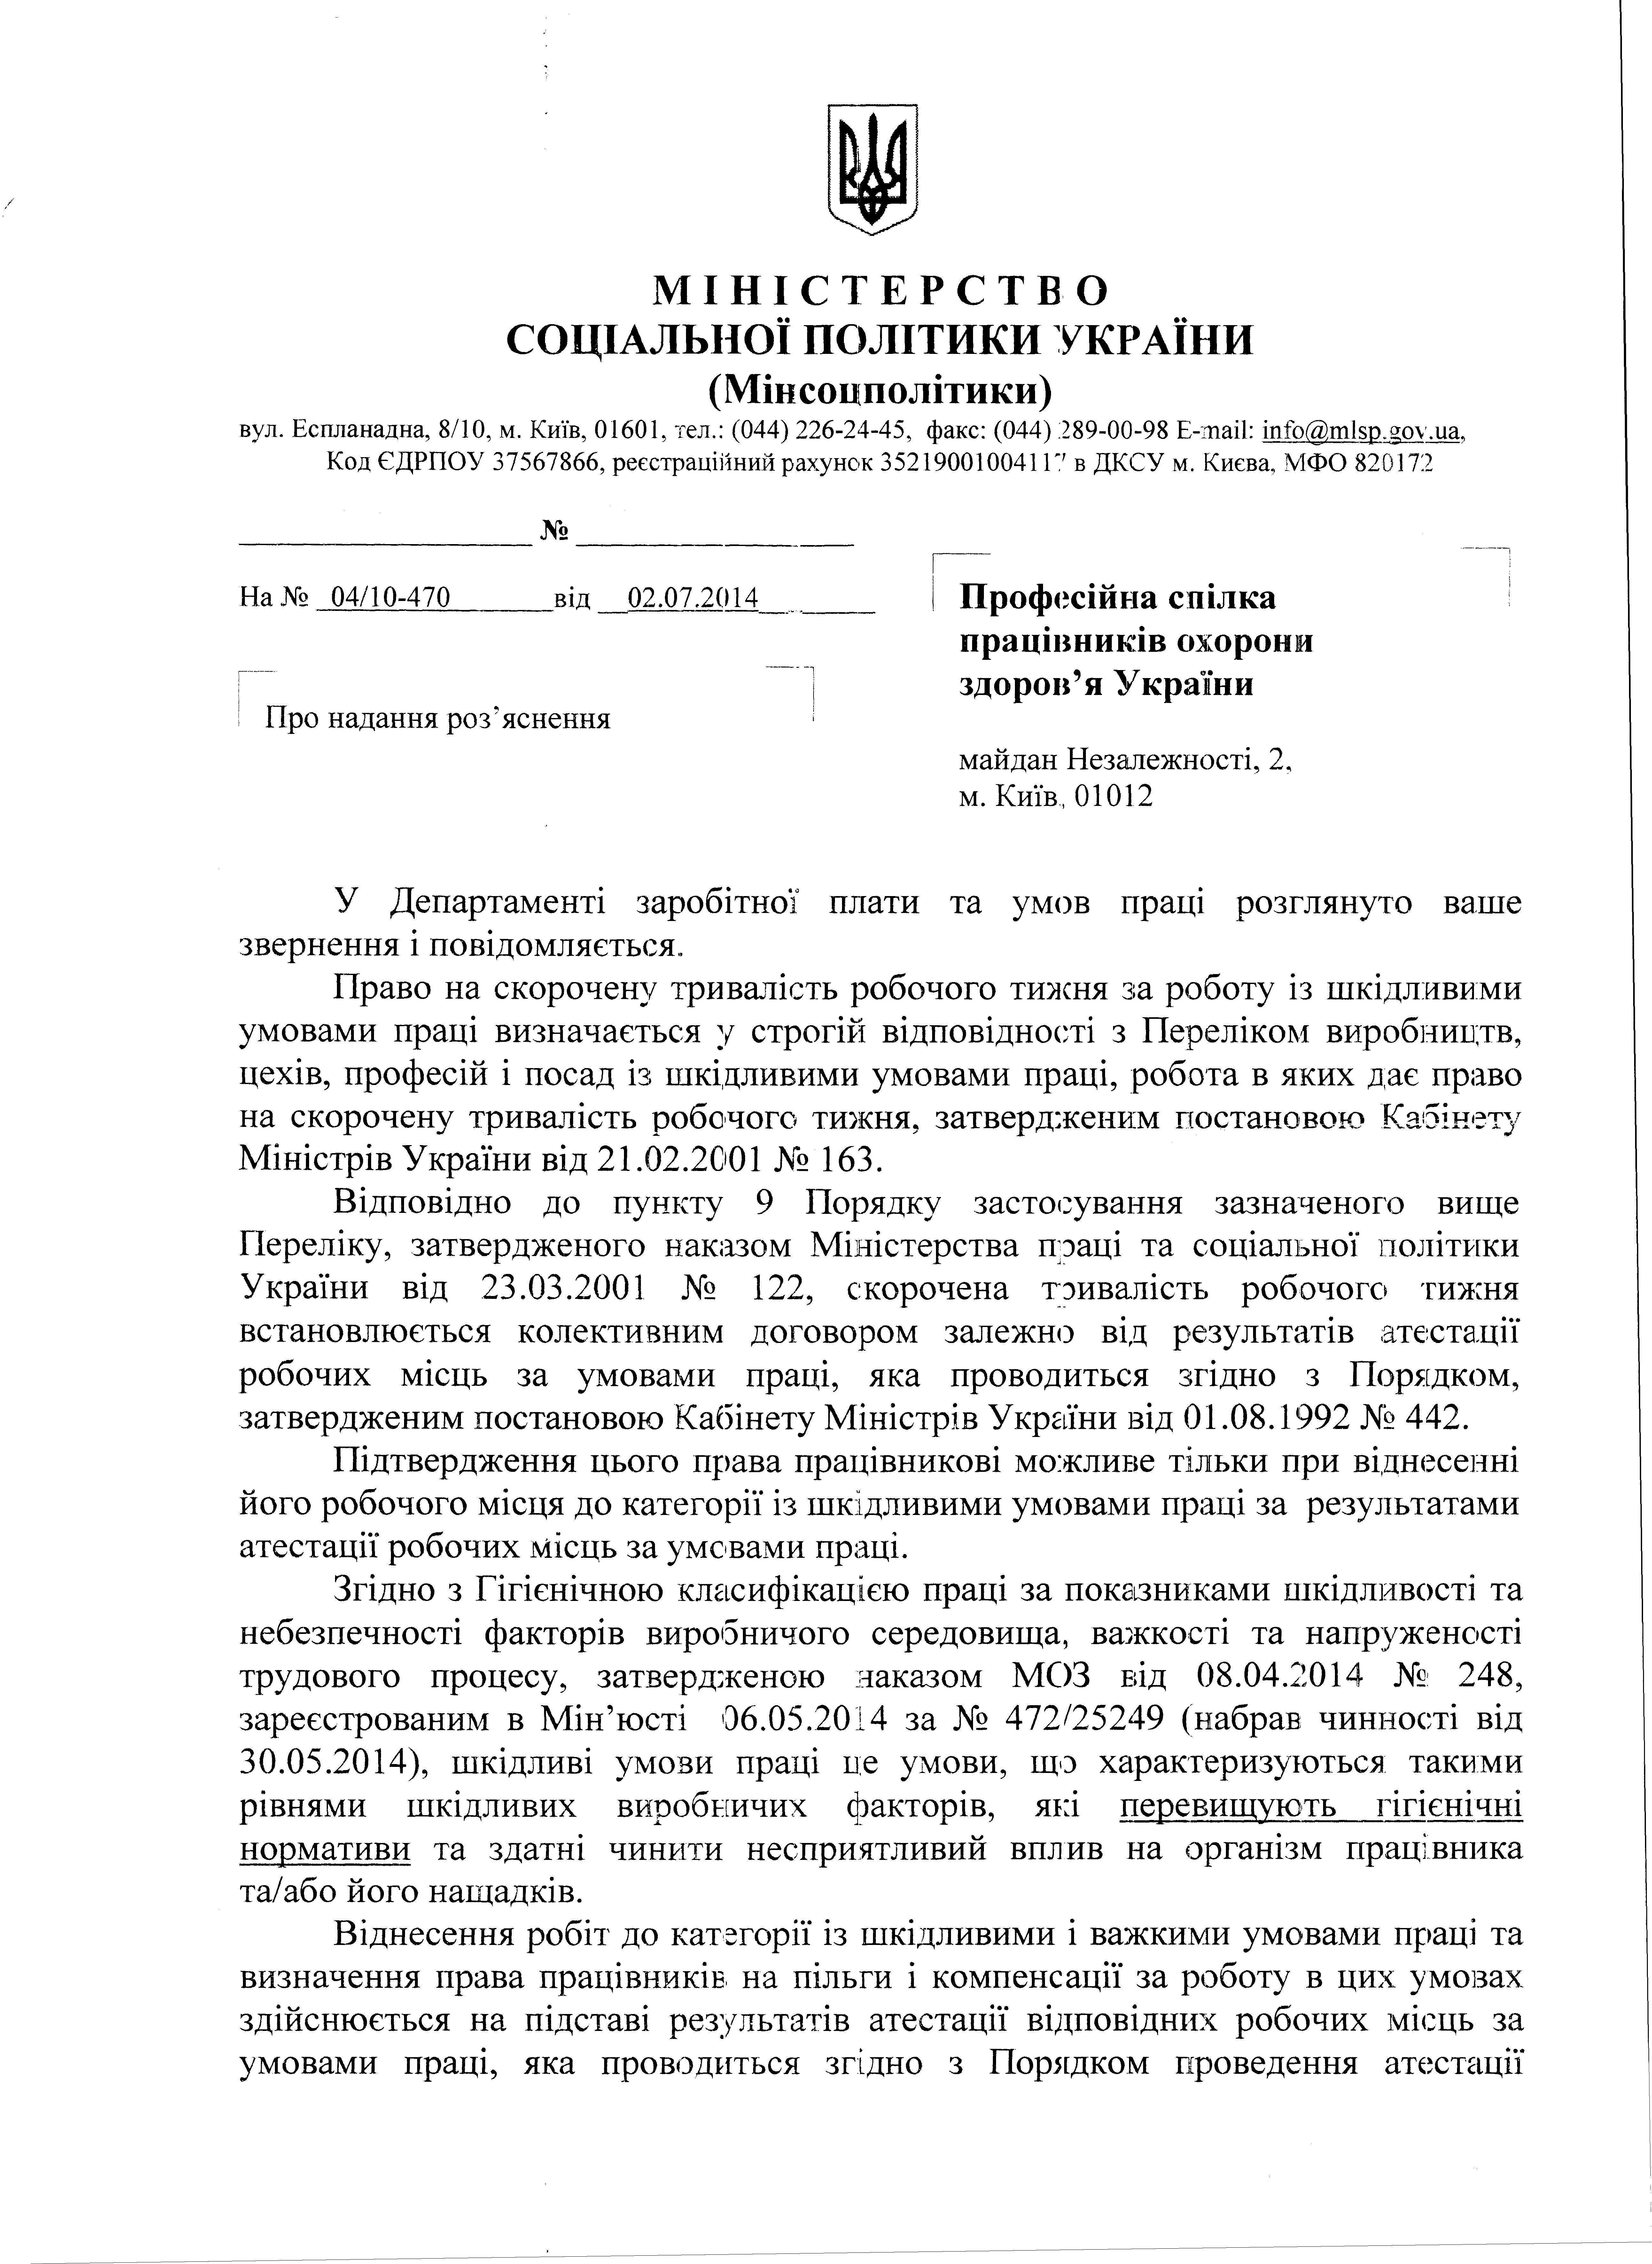 МІНІСТЕРСТВО
СОЦІАЛЬНОЇ ПОЛІТИКИ УКРАЇНИ
(Мінсоцполітики)
вул. Еспланадна, 8/10, м. Київ, 01601, тел.: (044) 226-24-45, факс: (044) 289-00-98 E-mail: info@mlsp.gov.ua,
Код ЄДРПОУ 37567866, реєстраційний рахунок 35219001004117 в ДКСУ м. Києва, МФО 820172
№
На № 04/10-470 від 02.07.2014
Професійна спілка
працівників охорони
здоров’я України
Про надання роз’яснення
майдан Незалежності, 2,
м. Київ, 01012
У Департаменті заробітної плати та умов праці розглянуто ваше
звернення і повідомляється.
Право на скорочену тривалість робочого тижня за роботу із шкідливими
умовами праці визначається у строгій відповідності з Переліком виробництв,
цехів, професій і посад із шкідливими умовами праці, робота в яких дає право
на скорочену тривалість робочого тижня, затвердженим постановою Кабінету
Міністрів України від 21.02.2001 № 163.
Відповідно до пункту 9 Порядку застосування зазначеного вище
Переліку, затвердженого наказом Міністерства праці та соціальної політики
України від 23.03.2001 № 122, скорочена тривалість робочого тижня
встановлюється колективним договором залежно від результатів атестації
робочих місць за умовами праці, яка проводиться згідно з Порядком,
затвердженим постановою Кабінету Міністрів України від 01.08.1992 № 442.
Підтвердження цього права працівникові можливе тільки при віднесенні
його робочого місця до категорії із шкідливими умовами праці за результатами
атестації робочих місць за умовами праці.
Згідно з Гігієнічною класифікацією праці за показниками шкідливості та
небезпечності факторів виробничого середовища, важкості та напруженості
трудового процесу, затвердженою наказом МОЗ від 08.04.2014 № 248,
зареєстрованим в Мін’юсті 06.05.2014 за № 472/25249 (набрав чинності від
30.05.2014), шкідливі умови праці це умови, що характеризуються такими
рівнями шкідливих виробничих факторів, які перевищують гігієнічні
нормативи та здатні чинити несприятливий вплив на організм працівника
та/або його нащадків.
Віднесення робіт до категорії із шкідливими і важкими умовами праці та
визначення права працівників на пільги і компенсації за роботу в цих умовах
здійснюється на підставі результатів атестації відповідних робочих місць за
умовами праці, яка проводиться згідно з Порядком проведення атестації